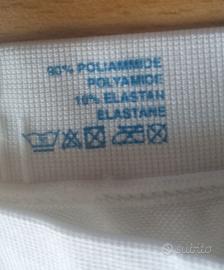 90% POLIAMMIDE
POLYAMIDE
10% ELASTAN
ELASTANE
subito